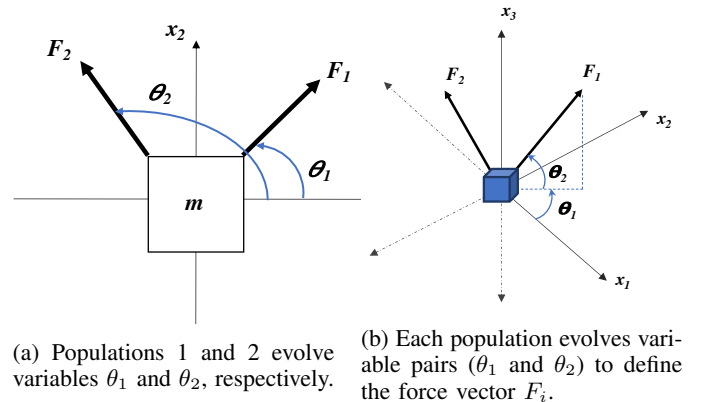 x₂
F₂
F₁
θ₂
θ₁
m
(a) Populations 1 and 2 evolve
variables θ₁ and θ₂, respectively.
x₃
F₂
F₁
x₂
θ₂
θ₁
x₁
(b) Each population evolves vari-
able pairs (θ₁ and θ₂) to define
the force vector Fᵢ.